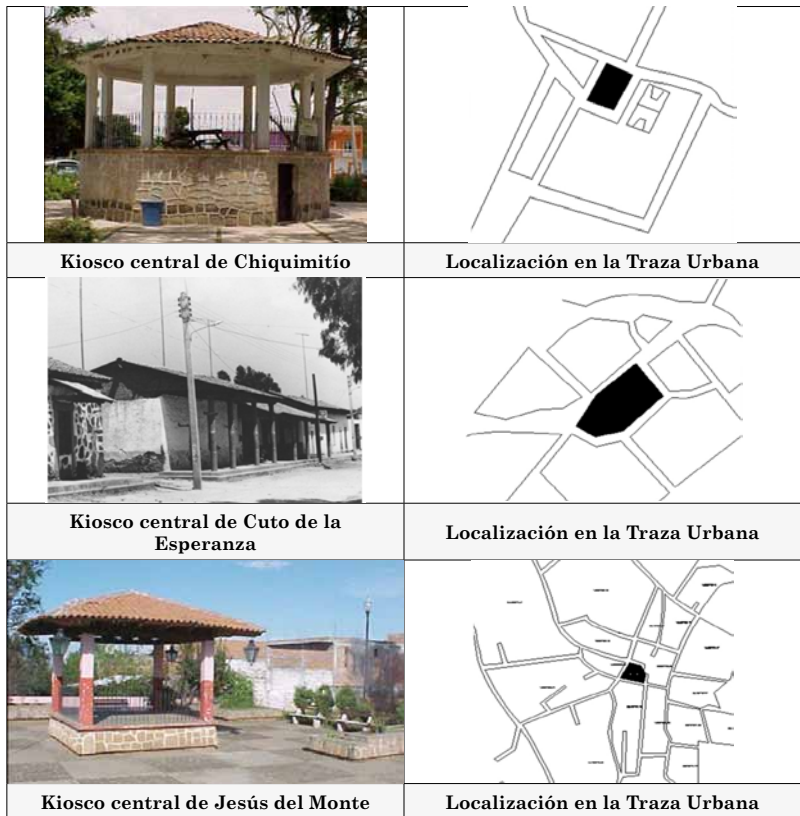 Kiosco central de Chiquimitío
Localización en la Traza Urbana
Kiosco central de Cuto de la
Esperanza
Localización en la Traza Urbana
Kiosco central de Jesús del Monte
Localización en la Traza Urbana